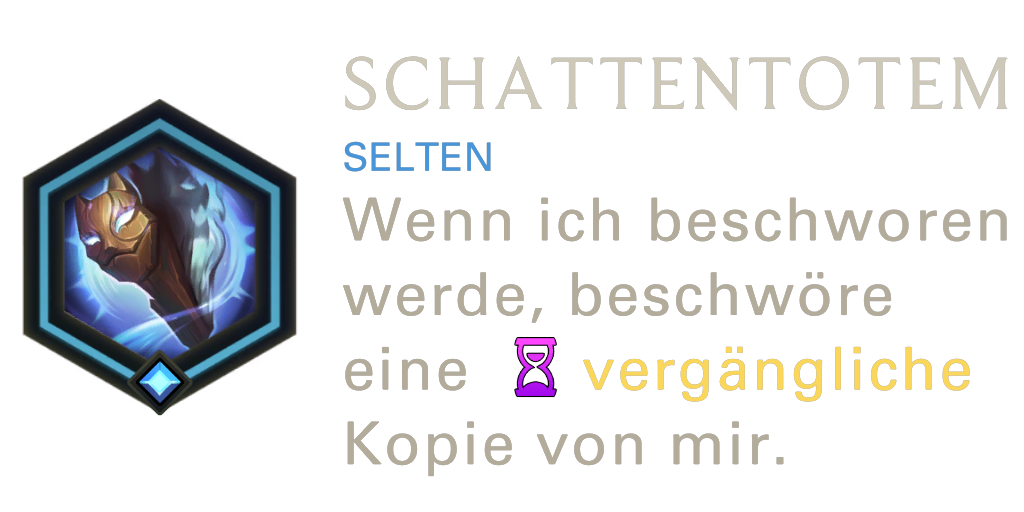 SCHATTENTOTEM
SELTEN
Wenn ich beschworen
werde, beschwöre
eine vergängliche
Kopie von mir.